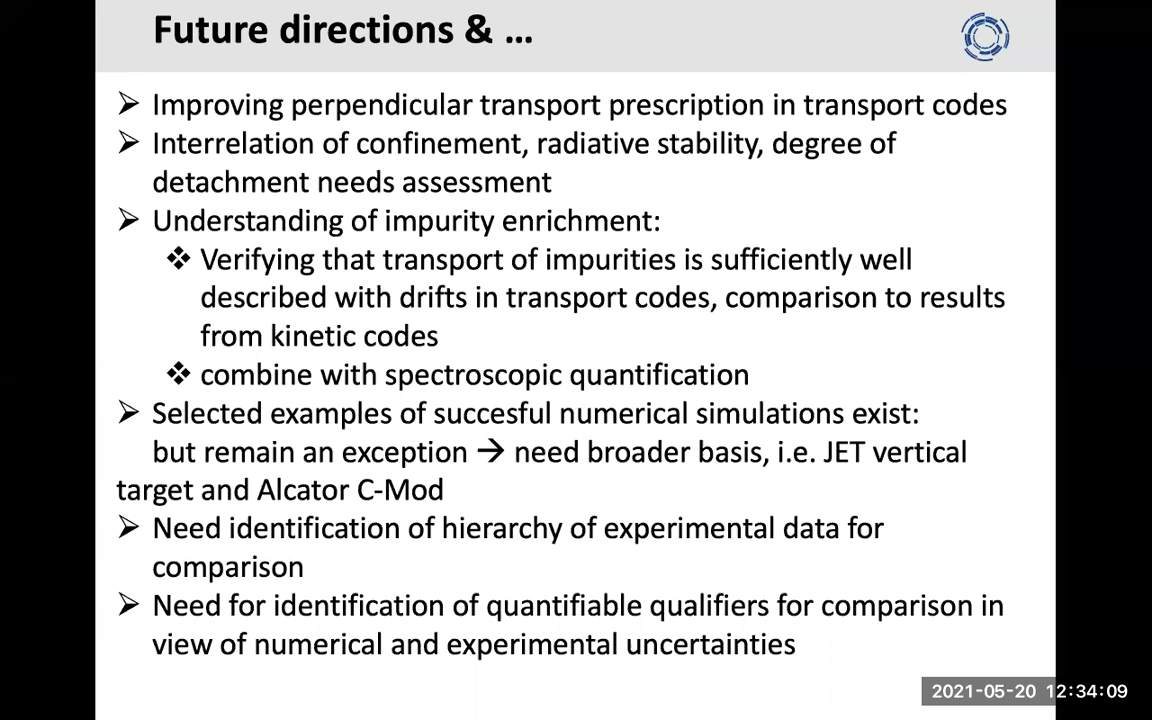 Future directions & ...
➢ Improving perpendicular transport prescription in transport codes
➢ Interrelation of confinement, radiative stability, degree of
detachment needs assessment
➢ Understanding of impurity enrichment:
❖ Verifying that transport of impurities is sufficiently well
described with drifts in transport codes, comparison to results
from kinetic codes
❖ combine with spectroscopic quantification
➢ Selected examples of succesful numerical simulations exist:
but remain an exception → need broader basis, i.e. JET vertical
target and Alcator C-Mod
➢ Need identification of hierarchy of experimental data for
comparison
➢ Need for identification of quantifiable qualifiers for comparison in
view of numerical and experimental uncertainties
2021-05-20 12:34:09